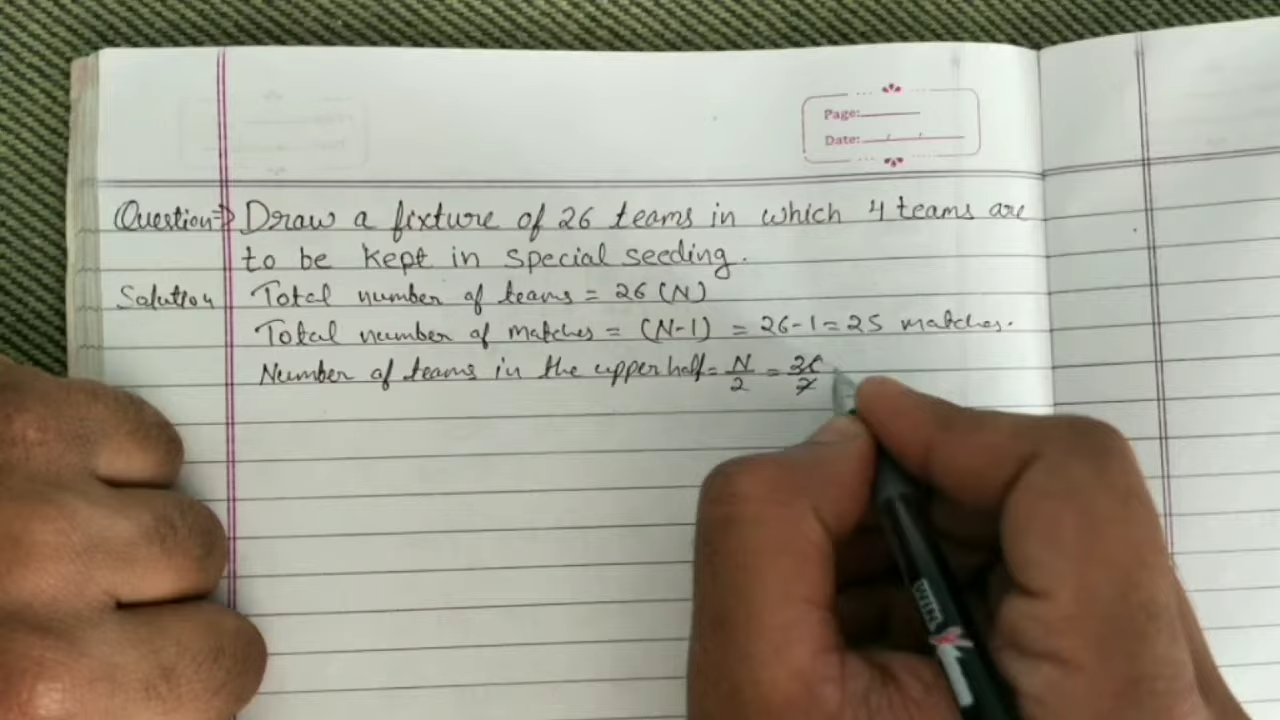 Page:
Date:
Question⇒ Draw a fixture of 26 teams in which 4 teams are
to be kept in special seeding.
Solution Total number of teams = 26 (N)
Total number of matches = (N-1) = 26-1 = 25 matches.
Number of teams in the upper half = N/2 = 26/2
WIN